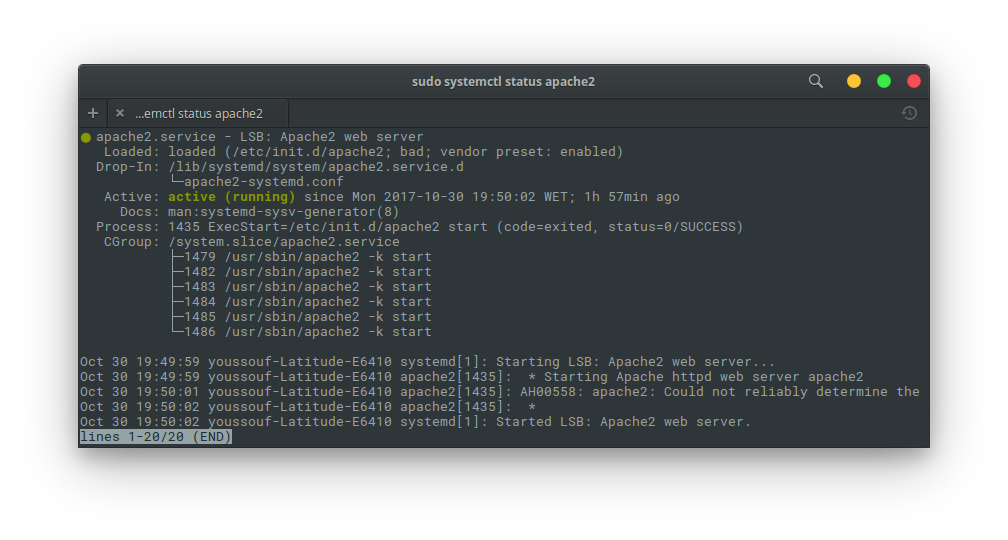 sudo systemctl status apache2
...emctl status apache2
● apache2.service - LSB: Apache2 web server
   Loaded: loaded (/etc/init.d/apache2; bad; vendor preset: enabled)
  Drop-In: /lib/systemd/system/apache2.service.d
           └─apache2-systemd.conf
   Active: active (running) since Mon 2017-10-30 19:50:02 WET; 1h 57min ago
     Docs: man:systemd-sysv-generator(8)
  Process: 1435 ExecStart=/etc/init.d/apache2 start (code=exited, status=0/SUCCESS)
   CGroup: /system.slice/apache2.service
           ├─1479 /usr/sbin/apache2 -k start
           ├─1482 /usr/sbin/apache2 -k start
           ├─1483 /usr/sbin/apache2 -k start
           ├─1484 /usr/sbin/apache2 -k start
           ├─1485 /usr/sbin/apache2 -k start
           └─1486 /usr/sbin/apache2 -k start
Oct 30 19:49:59 youssouf-Latitude-E6410 systemd[1]: Starting LSB: Apache2 web server...
Oct 30 19:49:59 youssouf-Latitude-E6410 apache2[1435]:  * Starting Apache httpd web server apache2
Oct 30 19:50:01 youssouf-Latitude-E6410 apache2[1435]: AH00558: apache2: Could not reliably determine the
Oct 30 19:50:02 youssouf-Latitude-E6410 apache2[1435]:  *
Oct 30 19:50:02 youssouf-Latitude-E6410 systemd[1]: Started LSB: Apache2 web server.
lines 1-20/20 (END)